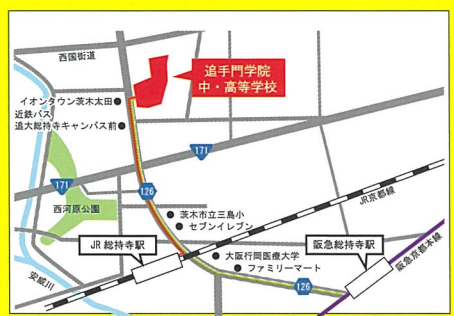 西国街道
追手門学院
中・高等学校
イオンタウン茨木太田
近鉄バス
追大総持寺キャンパス前
171
171
126
JR京都線
西河原公園
茨木市立三島小
セブンイレブン
JR 総持寺駅
阪急総持寺駅
大阪行岡医療大学
ファミリーマート
安威川
126
阪急京都本線